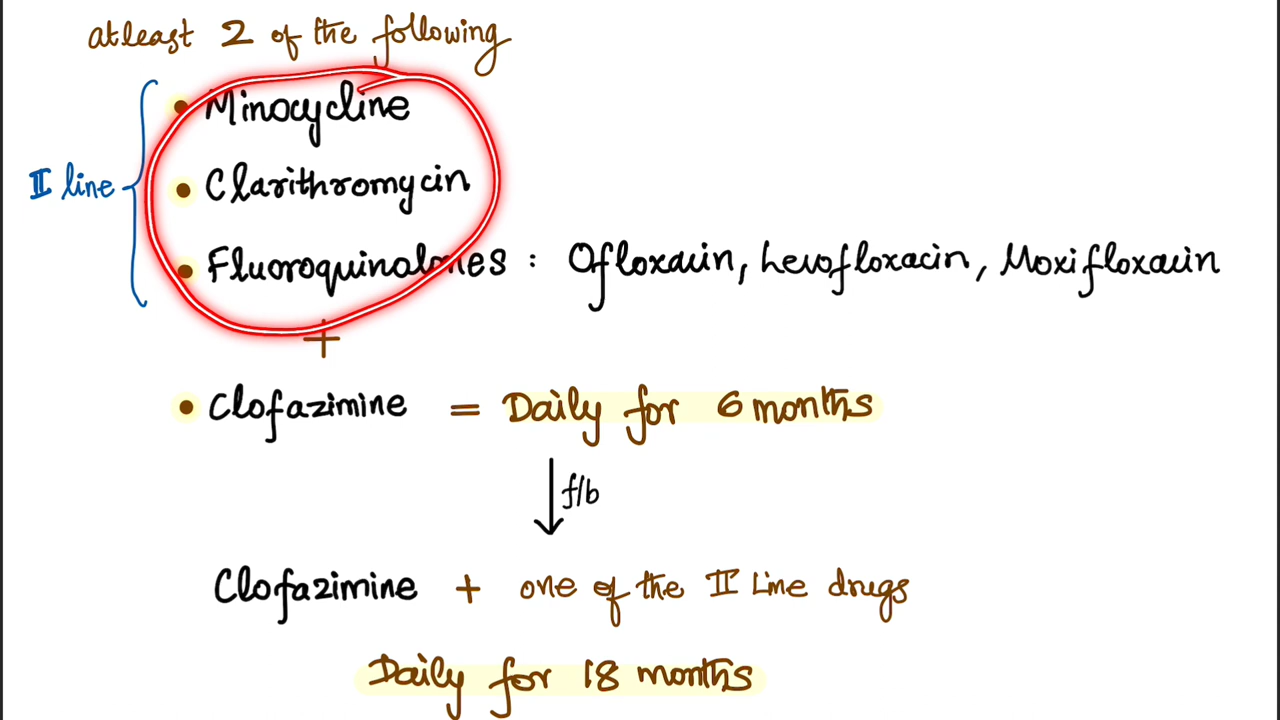 atleast 2 of the following
• Minocycline
II line
• Clarithromycin
• Fluoroquinolones : Ofloxacin, Levofloxacin, Moxifloxacin
+
• Clofazimine = Daily for 6 months
f/b
Clofazimine + one of the II Line drugs
Daily for 18 months